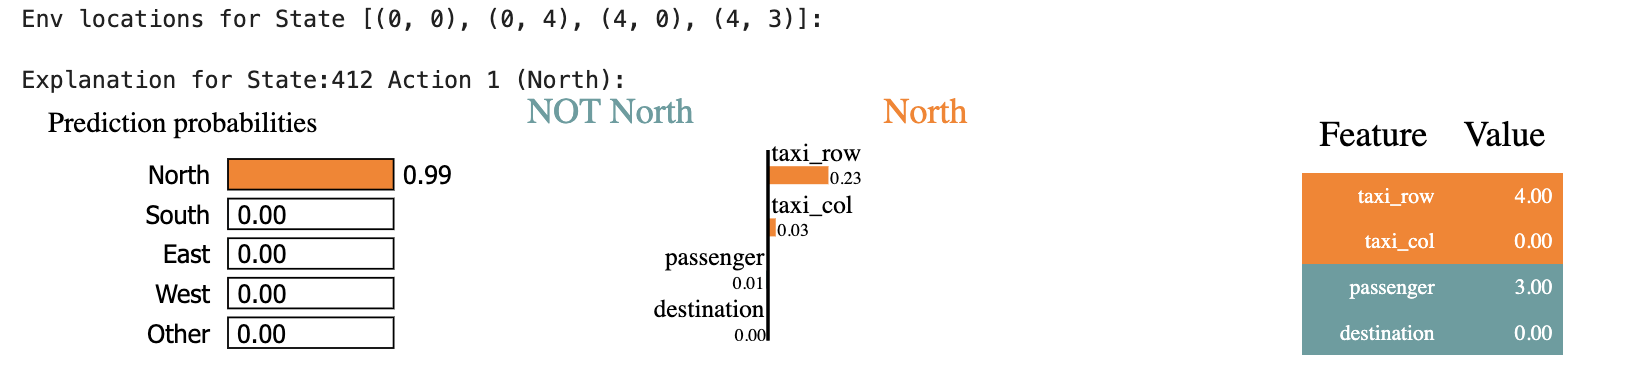 Env locations for State [(0, 0), (0, 4), (4, 0), (4, 3)]:
Explanation for State:412 Action 1 (North):
Prediction probabilities
North 0.99
South 0.00
East 0.00
West 0.00
Other 0.00
NOT North North
taxi_row
0.23
taxi_col
0.03
passenger
0.01
destination
0.00
Feature Value
taxi_row 4.00
taxi_col 0.00
passenger 3.00
destination 0.00